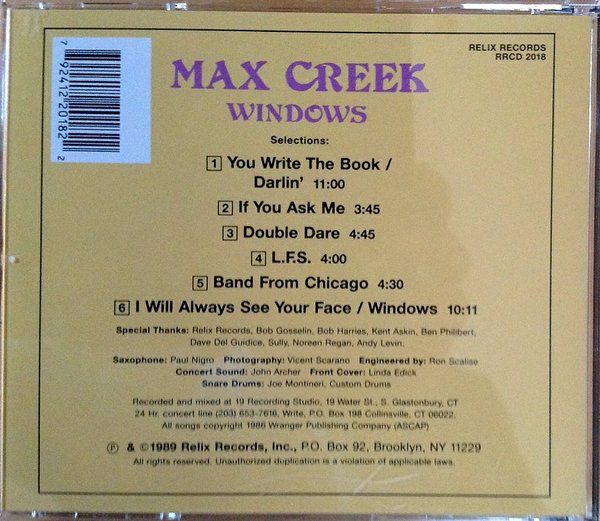 RELIX RECORDS
RRCD 2018
7 92412 20182 2
MAX CREEK
WINDOWS
Selections:
1 You Write The Book /
Darlin' 11:00
2 If You Ask Me 3:45
3 Double Dare 4:45
4 L.F.S. 4:00
5 Band From Chicago 4:30
6 I Will Always See Your Face / Windows 10:11
Special Thanks: Relix Records, Bob Gosselin, Bob Harries, Kent Askin, Ben Philibert,
Dave Del Guidice, Sully, Noreen Regan, Andy Levin.
Saxophone: Paul Nigro Photography: Vicent Scarano Engineered by: Ron Scalise
Concert Sound: John Archer Front Cover: Linda Edick
Snare Drums: Joe Montineri, Custom Drums
Recorded and mixed at 19 Recording Studio, 19 Water St., S. Glastonbury, CT
24 Hr. concert line (203) 653-7616, Write, P.O. Box 198 Collinsville, CT 06022.
All songs copyright 1986 Wranger Publishing Company (ASCAP)
℗ & ©1989 Relix Records, Inc., P.O. Box 92, Brooklyn, NY 11229
All rights reserved. Unauthorized duplication is a violation of applicable laws.